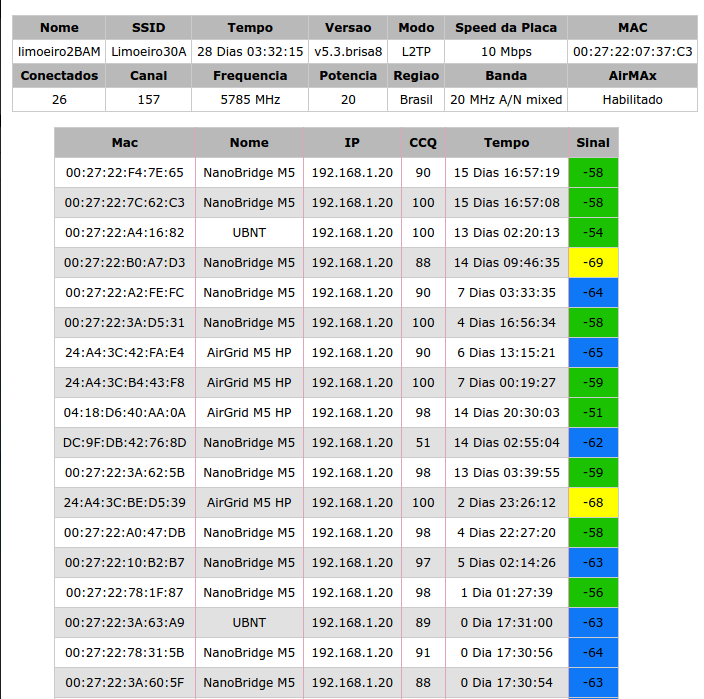 Nome SSID Tempo Versao Modo Speed da Placa MAC
limoeiro2BAM Limoeiro30A 28 Dias 03:32:15 v5.3.brisa8 L2TP 10 Mbps 00:27:22:07:37:C3
Conectados Canal Frequencia Potencia Regiao Banda AirMAx
26 157 5785 MHz 20 Brasil 20 MHz A/N mixed Habilitado
Mac Nome IP CCQ Tempo Sinal
00:27:22:F4:7E:65 NanoBridge M5 192.168.1.20 90 15 Dias 16:57:19 -58
00:27:22:7C:62:C3 NanoBridge M5 192.168.1.20 100 15 Dias 16:57:08 -58
00:27:22:A4:16:82 UBNT 192.168.1.20 100 13 Dias 02:20:13 -54
00:27:22:B0:A7:D3 NanoBridge M5 192.168.1.20 88 14 Dias 09:46:35 -69
00:27:22:A2:FE:FC NanoBridge M5 192.168.1.20 90 7 Dias 03:33:35 -64
00:27:22:3A:D5:31 NanoBridge M5 192.168.1.20 100 4 Dias 16:56:34 -58
24:A4:3C:42:FA:E4 AirGrid M5 HP 192.168.1.20 90 6 Dias 13:15:21 -65
24:A4:3C:B4:43:F8 AirGrid M5 HP 192.168.1.20 100 7 Dias 00:19:27 -59
04:18:D6:40:AA:0A AirGrid M5 HP 192.168.1.20 98 14 Dias 20:30:03 -51
DC:9F:DB:42:76:8D NanoBridge M5 192.168.1.20 51 14 Dias 02:55:04 -62
00:27:22:3A:62:5B NanoBridge M5 192.168.1.20 98 13 Dias 03:39:55 -59
24:A4:3C:BE:D5:39 AirGrid M5 HP 192.168.1.20 100 2 Dias 23:26:12 -68
00:27:22:A0:47:DB NanoBridge M5 192.168.1.20 98 4 Dias 22:27:20 -58
00:27:22:10:B2:B7 NanoBridge M5 192.168.1.20 97 5 Dias 02:14:26 -63
00:27:22:78:1F:87 NanoBridge M5 192.168.1.20 98 1 Dia 01:27:39 -56
00:27:22:3A:63:A9 UBNT 192.168.1.20 89 0 Dia 17:31:00 -63
00:27:22:78:31:5B NanoBridge M5 192.168.1.20 91 0 Dia 17:30:56 -64
00:27:22:3A:60:5F NanoBridge M5 192.168.1.20 88 0 Dia 17:30:54 -63